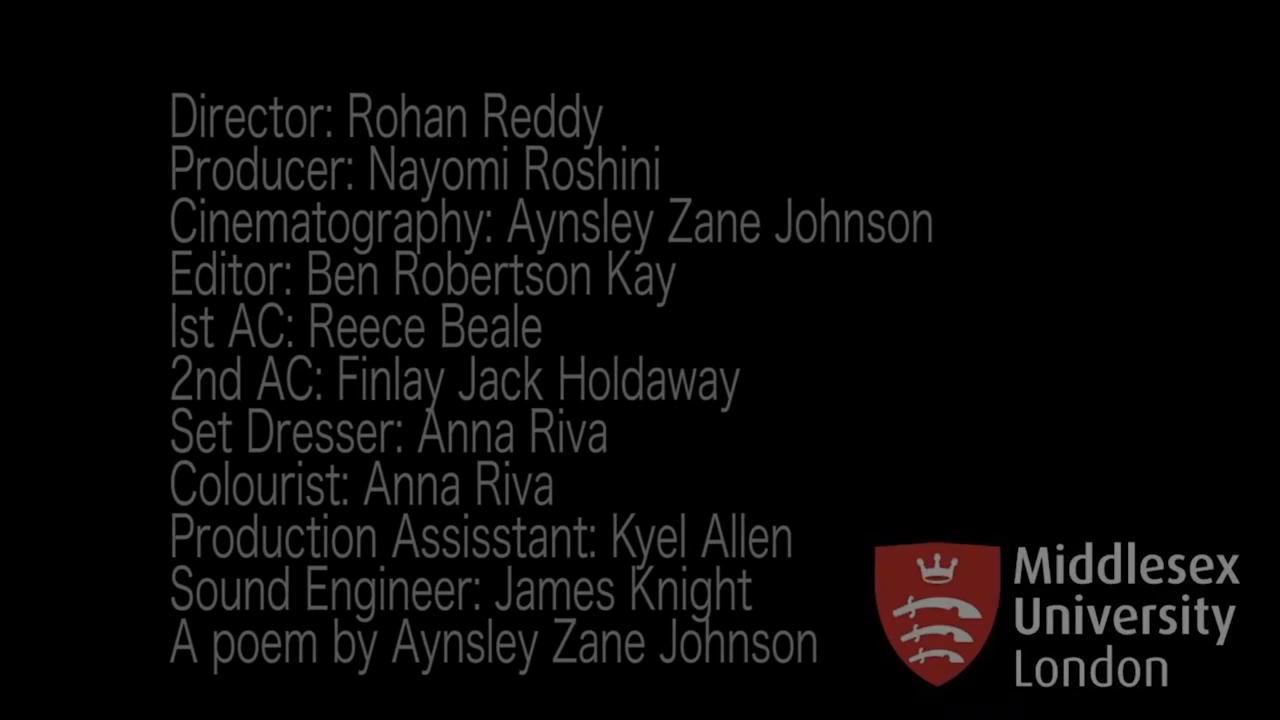 Director: Rohan Reddy
Producer: Nayomi Roshini
Cinematography: Aynsley Zane Johnson
Editor: Ben Robertson Kay
Ist AC: Reece Beale
2nd AC: Finlay Jack Holdaway
Set Dresser: Anna Riva
Colourist: Anna Riva
Production Assisstant: Kyel Allen
Sound Engineer: James Knight
A poem by Aynsley Zane Johnson
Middlesex
University
London